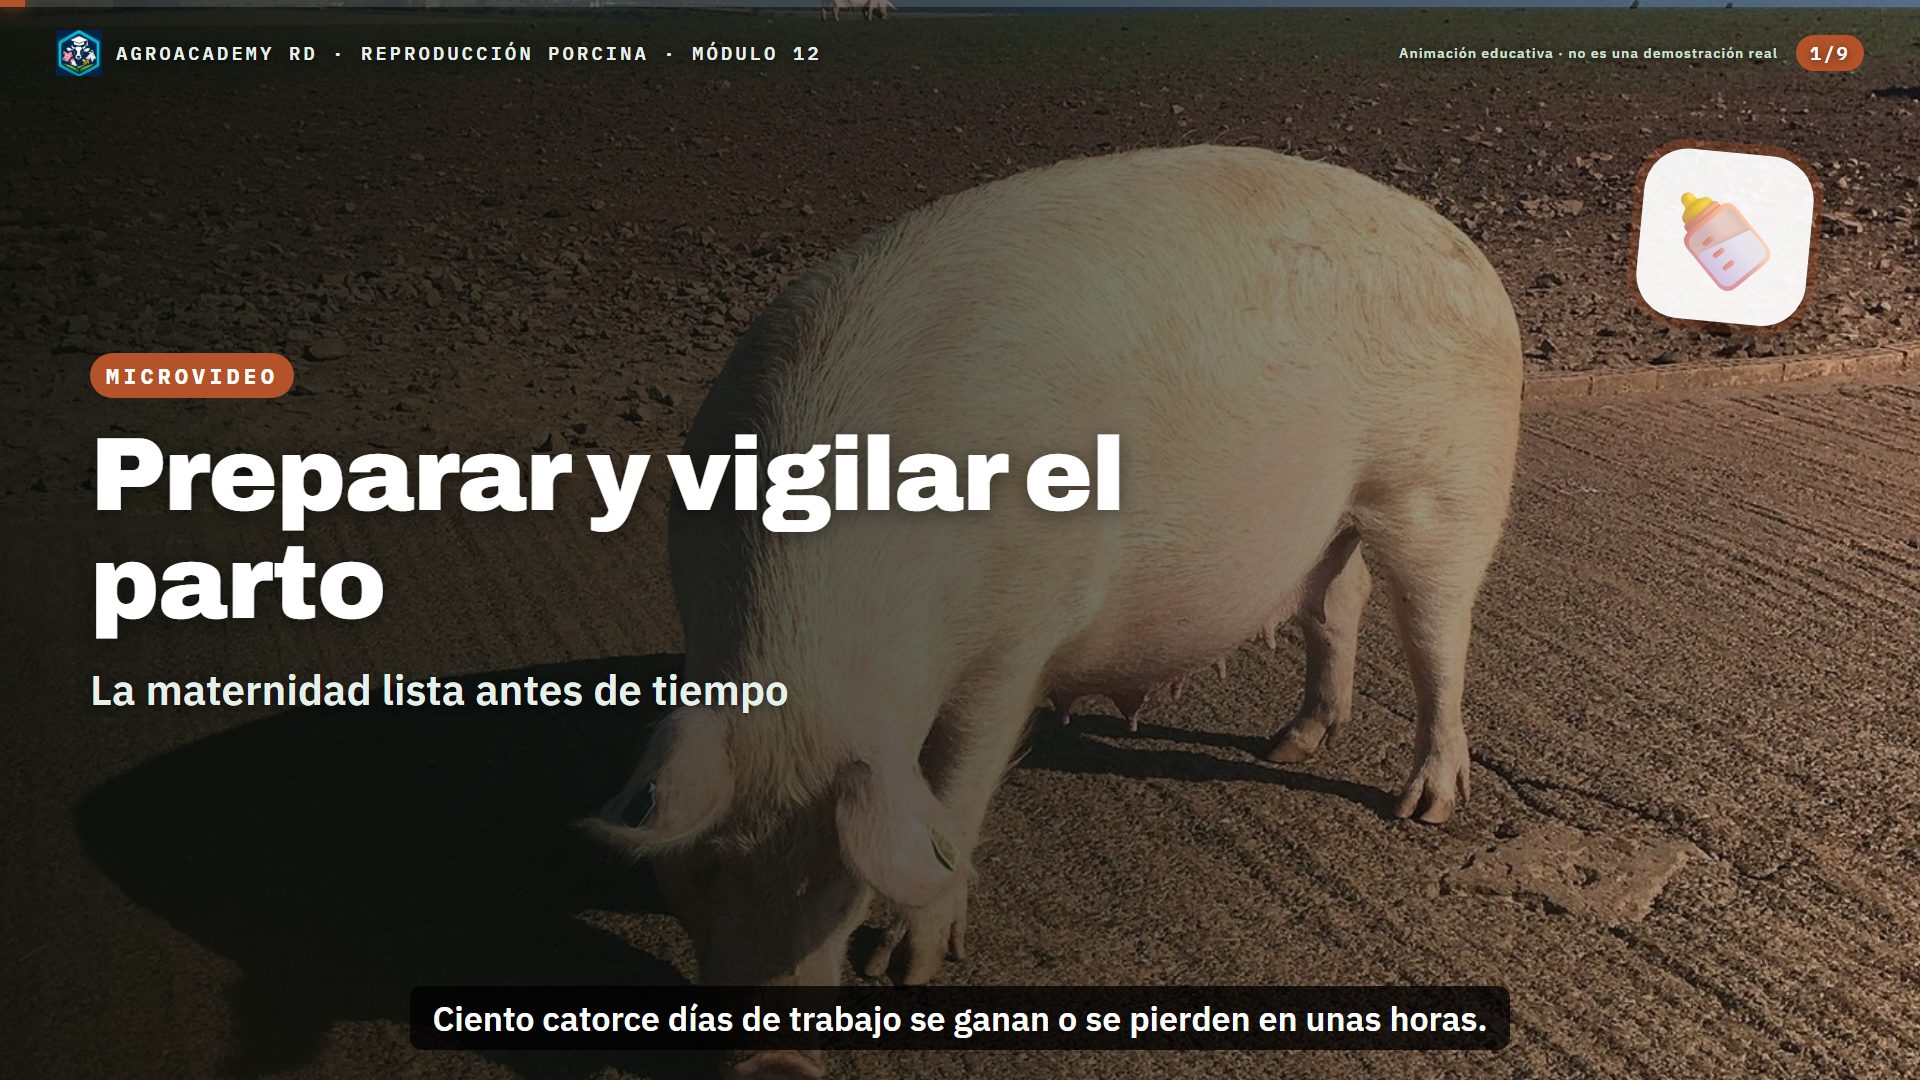 AGROACADEMY RD · REPRODUCCIÓN PORCINA · MÓDULO 12
Animación educativa · no es una demostración real
1/9
MICROVIDEO
Preparar y vigilar el
parto
La maternidad lista antes de tiempo
Ciento catorce días de trabajo se ganan o se pierden en unas horas.